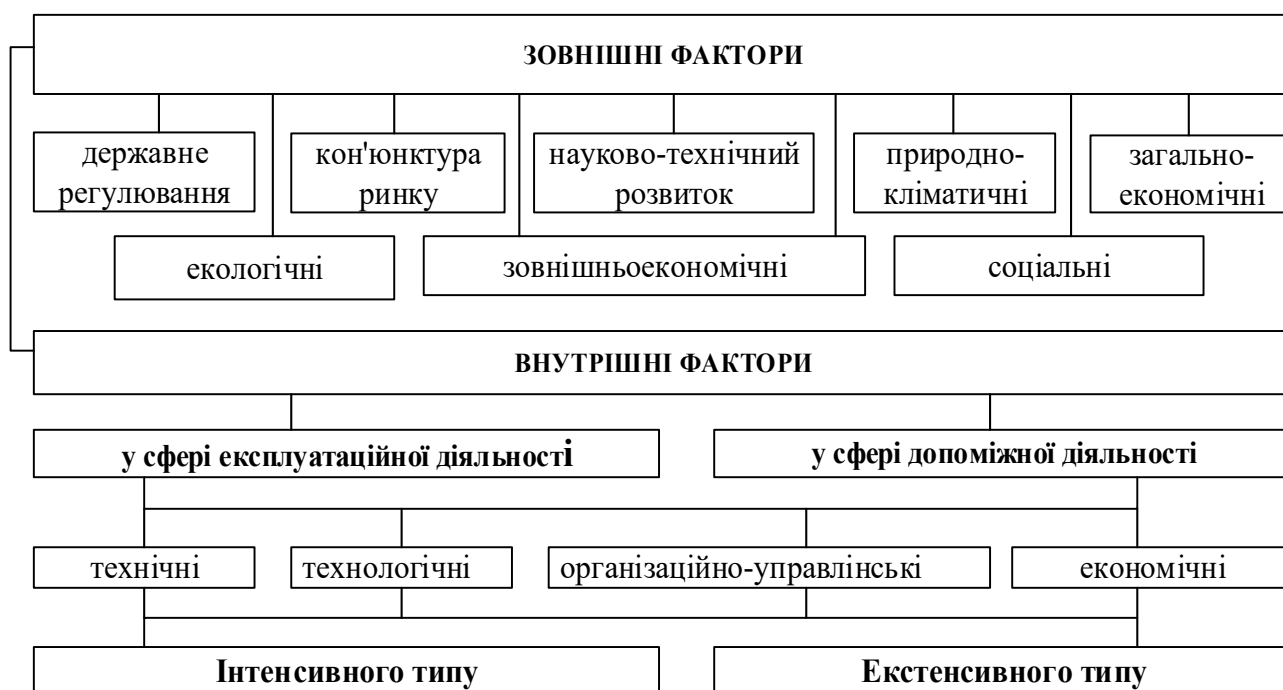 ЗОВНІШНІ ФАКТОРИ
державне
регулювання
кон'юнктура
ринку
науково-технічний
розвиток
природно-
кліматичні
загально-
економічні
екологічні
зовнішньоекономічні
соціальні
ВНУТРІШНІ ФАКТОРИ
у сфері експлуатаційної діяльності
у сфері допоміжної діяльності
технічні
технологічні
організаційно-управлінські
економічні
Інтенсивного типу
Екстенсивного типу